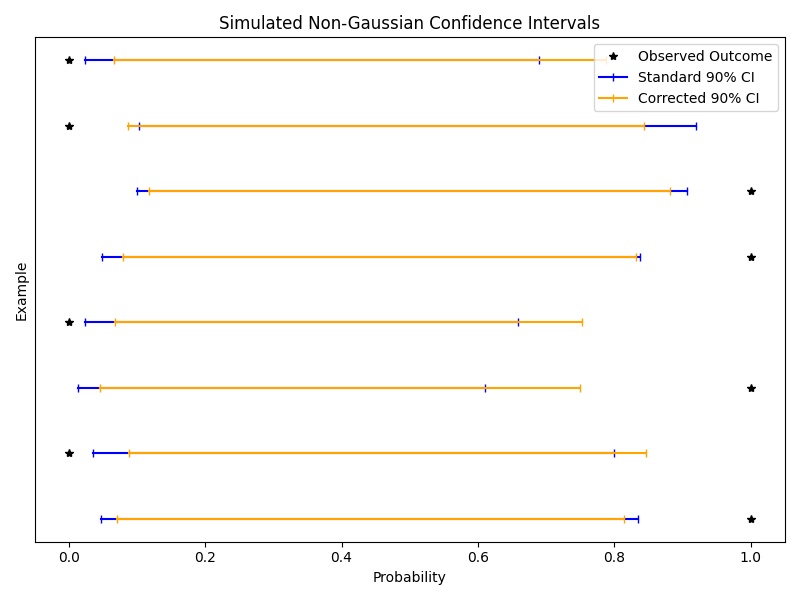 Simulated Non-Gaussian Confidence Intervals
Observed Outcome
Standard 90% CI
Corrected 90% CI
Example
0.0 0.2 0.4 0.6 0.8 1.0
Probability